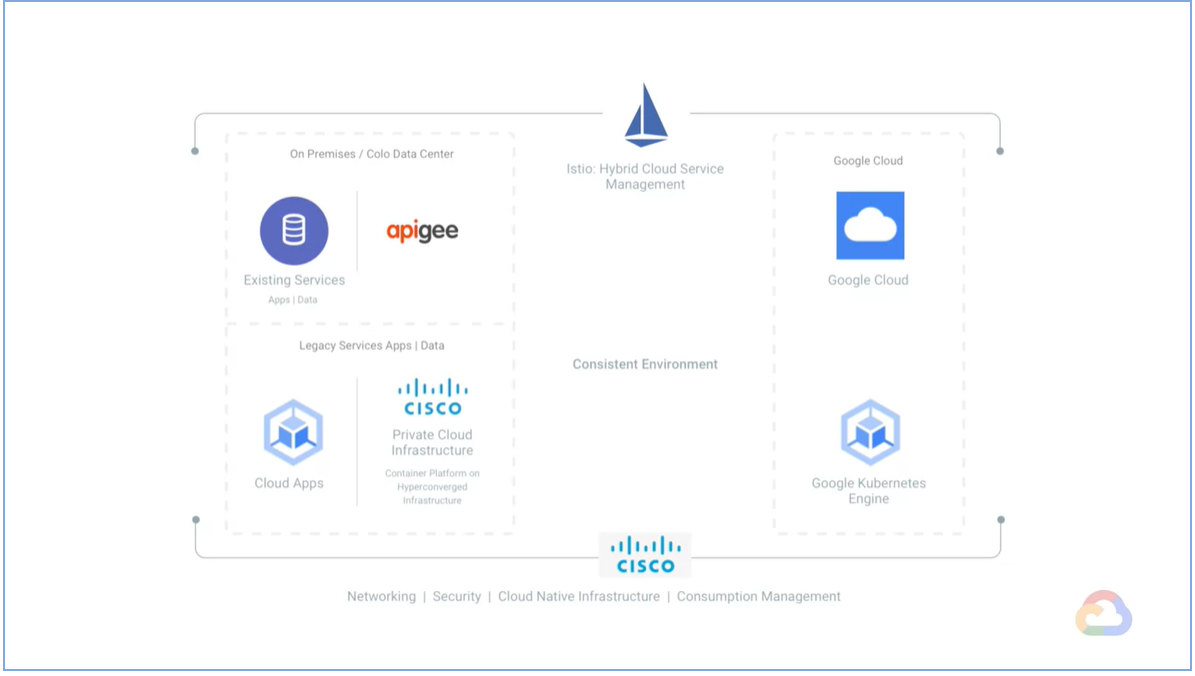 Istio: Hybrid Cloud Service
Management
On Premises / Colo Data Center
apigee
Existing Services
Apps | Data
Legacy Services Apps | Data
Cloud Apps
CISCO
Private Cloud
Infrastructure
Container Platform on
Hyperconverged
Infrastructure
Consistent Environment
Google Cloud
Google Cloud
Google Kubernetes
Engine
CISCO
Networking | Security | Cloud Native Infrastructure | Consumption Management